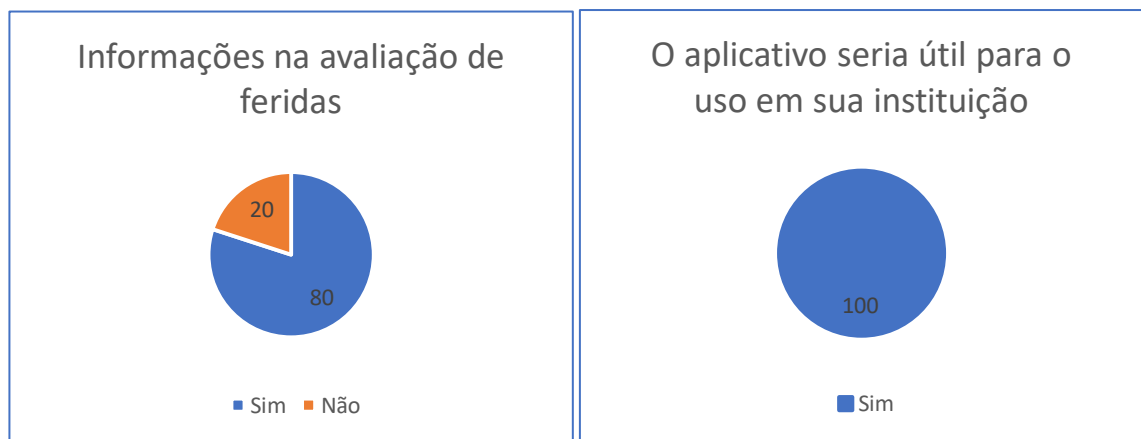 Informações na avaliação de
feridas
20
80
Sim Não
O aplicativo seria útil para o
uso em sua instituição
100
Sim